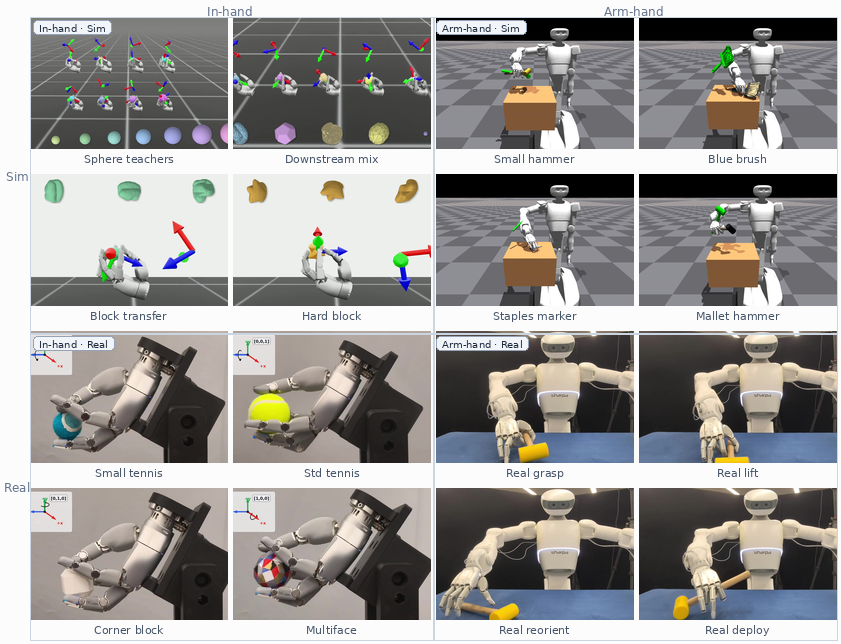 In-hand
Arm-hand
In-hand · Sim
Arm-hand · Sim
Sphere teachers
Downstream mix
Small hammer
Blue brush
Sim
Block transfer
Hard block
Staples marker
Mallet hammer
In-hand · Real
Arm-hand · Real
[0,0,1]
Small tennis
Std tennis
Real grasp
Real lift
Real
[0,1,0]
[1,0,0]
Corner block
Multiface
Real reorient
Real deploy